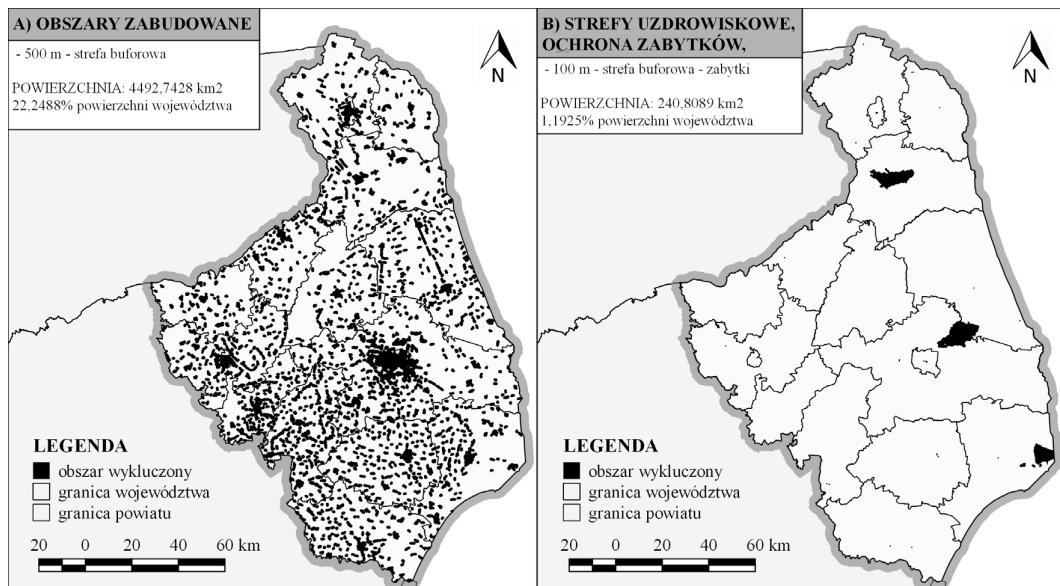 A) OBSZARY ZABUDOWANE
- 500 m - strefa buforowa
POWIERZCHNIA: 4492,7428 km2
22,2488% powierzchni województwa
N
LEGENDA
obszar wykluczony
granica województwa
granica powiatu
20 0 20 40 60 km
B) STREFY UZDROWISKOWE,
OCHRONA ZABYTKÓW,
- 100 m - strefa buforowa - zabytki
POWIERZCHNIA: 240,8089 km2
1,1925% powierzchni województwa
N
LEGENDA
obszar wykluczony
granica województwa
granica powiatu
20 0 20 40 60 km